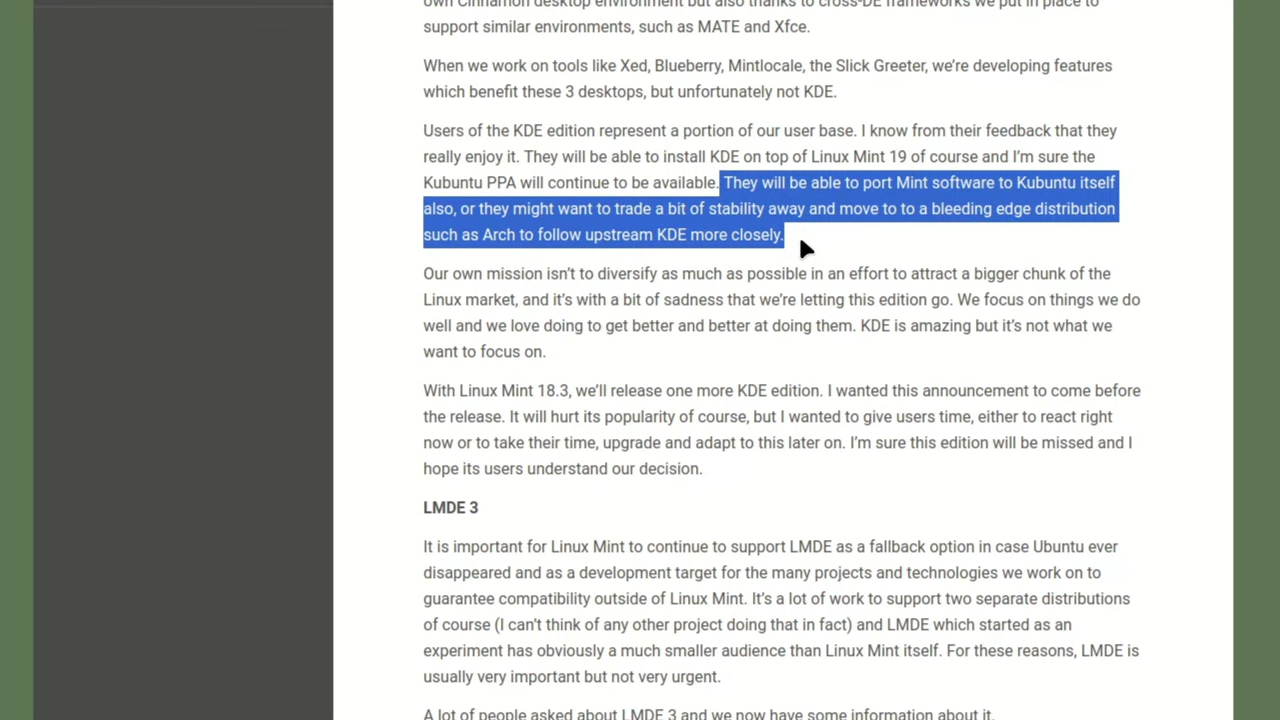 own Cinnamon desktop environment but also thanks to cross-DE frameworks we put in place to
support similar environments, such as MATE and Xfce.
When we work on tools like Xed, Blueberry, Mintlocale, the Slick Greeter, we’re developing features
which benefit these 3 desktops, but unfortunately not KDE.
Users of the KDE edition represent a portion of our user base. I know from their feedback that they
really enjoy it. They will be able to install KDE on top of Linux Mint 19 of course and I’m sure the
Kubuntu PPA will continue to be available. They will be able to port Mint software to Kubuntu itself
also, or they might want to trade a bit of stability away and move to to a bleeding edge distribution
such as Arch to follow upstream KDE more closely.
Our own mission isn’t to diversify as much as possible in an effort to attract a bigger chunk of the
Linux market, and it’s with a bit of sadness that we’re letting this edition go. We focus on things we do
well and we love doing to get better and better at doing them. KDE is amazing but it’s not what we
want to focus on.
With Linux Mint 18.3, we’ll release one more KDE edition. I wanted this announcement to come before
the release. It will hurt its popularity of course, but I wanted to give users time, either to react right
now or to take their time, upgrade and adapt to this later on. I’m sure this edition will be missed and I
hope its users understand our decision.
LMDE 3
It is important for Linux Mint to continue to support LMDE as a fallback option in case Ubuntu ever
disappeared and as a development target for the many projects and technologies we work on to
guarantee compatibility outside of Linux Mint. It’s a lot of work to support two separate distributions
of course (I can’t think of any other project doing that in fact) and LMDE which started as an
experiment has obviously a much smaller audience than Linux Mint itself. For these reasons, LMDE is
usually very important but not very urgent.
A lot of people asked about LMDE 3 and we now have some information about it.